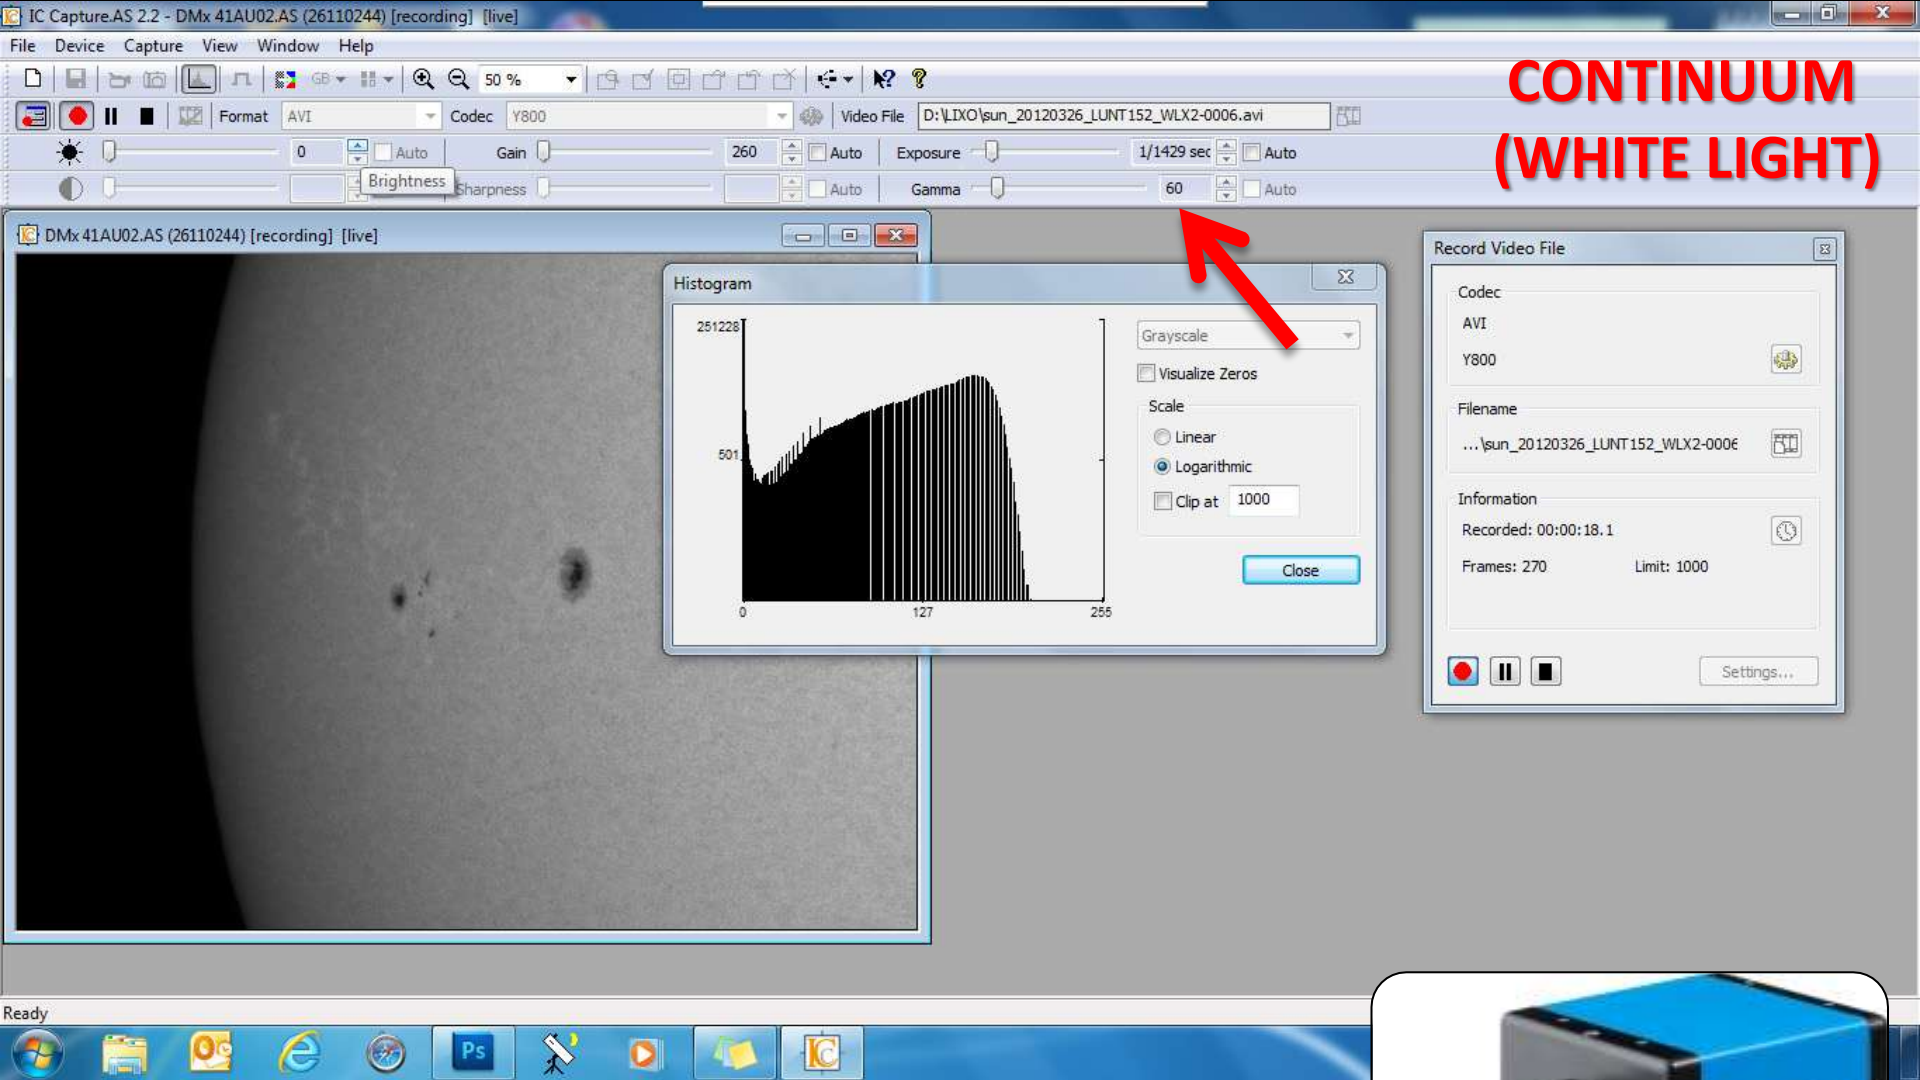 IC Capture.AS 2.2 - DMx 41AU02.AS (26110244) [recording]  [live]
File Device Capture View Window Help
GB 50 %
CONTINUUM
(WHITE LIGHT)
Format AVI Codec Y800 Video File D:\LIXO\sun_20120326_LUNT152_WLX2-0006.avi
0 Auto Gain 260 Auto Exposure 1/1429 sec Auto
Brightness
Sharpness Auto Gamma 60 Auto
DMx 41AU02.AS (26110244) [recording]  [live]
Histogram
251228
501
0 127 255
Grayscale
Visualize Zeros
Scale
Linear
Logarithmic
Clip at 1000
Close
Record Video File
Codec
AVI
Y800
Filename
...\sun_20120326_LUNT152_WLX2-0006
Information
Recorded: 00:00:18.1
Frames: 270 Limit: 1000
Settings...
Ready
Ps
IC